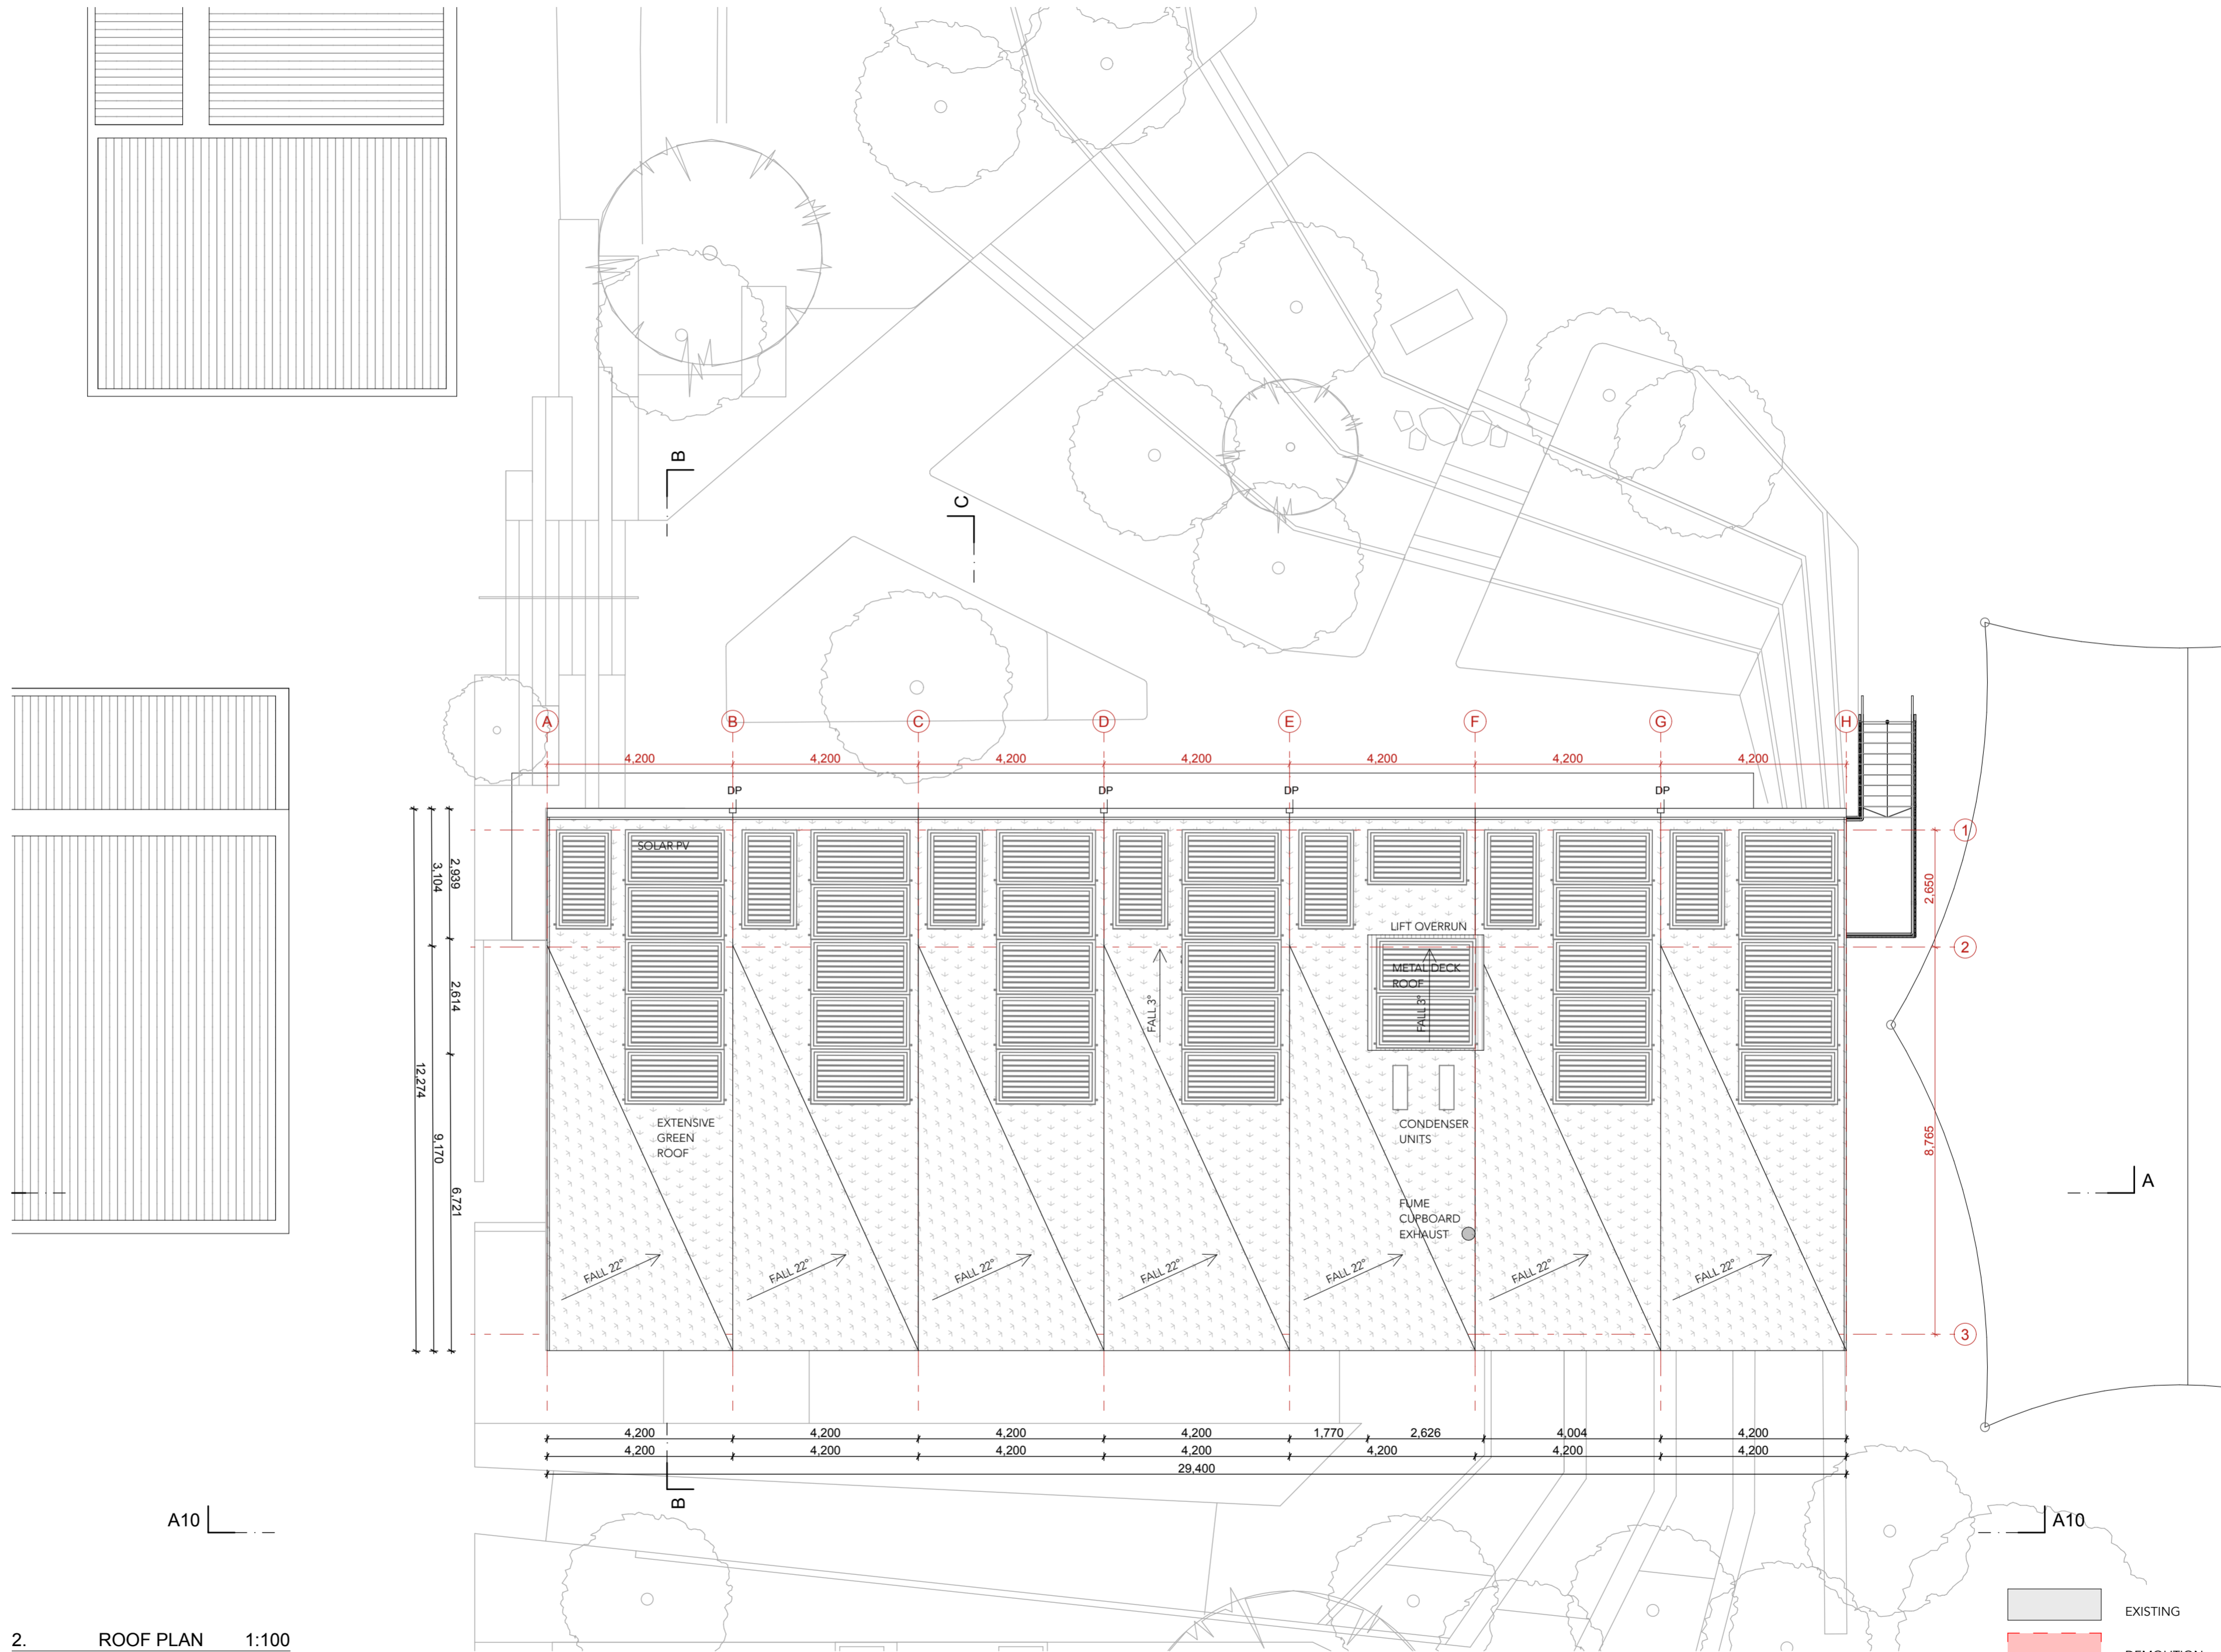 B
C
A
B
C
D
E
F
G
H
4,200
4,200
4,200
4,200
4,200
4,200
4,200
DP
DP
DP
DP
1
2
3
2,650
8,765
SOLAR PV
LIFT OVERRUN
METAL DECK
ROOF
FALL 3°
FALL 3°
2,939
3,104
2,614
12,274
9,170
6,721
EXTENSIVE
GREEN
ROOF
CONDENSER
UNITS
FUME
CUPBOARD
EXHAUST
A
FALL 22°
FALL 22°
FALL 22°
FALL 22°
FALL 22°
FALL 22°
FALL 22°
4,200
4,200
4,200
4,200
1,770
2,626
4,004
4,200
4,200
4,200
4,200
4,200
4,200
4,200
4,200
29,400
B
A10
A10
EXISTING
2. ROOF PLAN 1:100